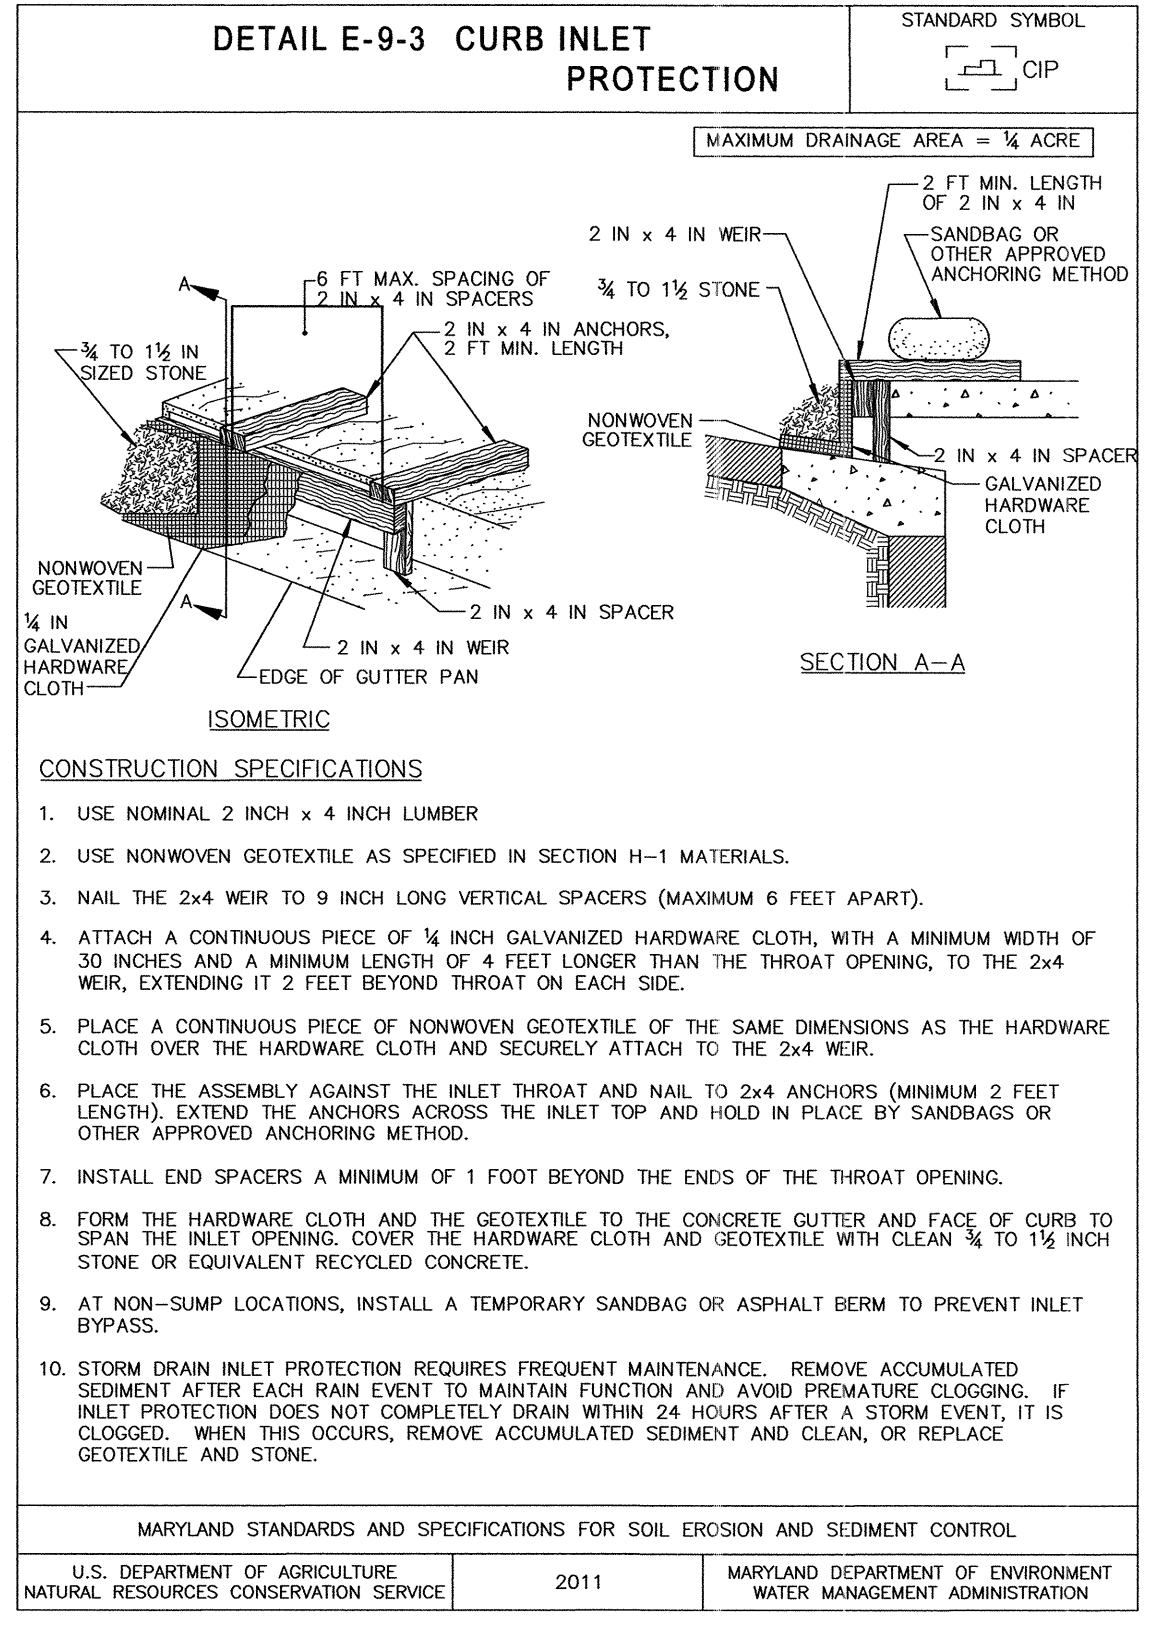 DETAIL E-9-3 CURB INLET
PROTECTION
STANDARD SYMBOL
CIP
MAXIMUM DRAINAGE AREA = ¼ ACRE
2 FT MIN. LENGTH
OF 2 IN x 4 IN
2 IN x 4 IN WEIR
SANDBAG OR
OTHER APPROVED
ANCHORING METHOD
¾ TO 1½ STONE
NONWOVEN
GEOTEXTILE
2 IN x 4 IN SPACER
GALVANIZED
HARDWARE
CLOTH
SECTION A-A
A
6 FT MAX. SPACING OF
2 IN x 4 IN SPACERS
2 IN x 4 IN ANCHORS,
2 FT MIN. LENGTH
¾ TO 1½ IN
SIZED STONE
NONWOVEN
GEOTEXTILE
A
¼ IN
GALVANIZED
HARDWARE
CLOTH
2 IN x 4 IN SPACER
2 IN x 4 IN WEIR
EDGE OF GUTTER PAN
ISOMETRIC
CONSTRUCTION SPECIFICATIONS
1. USE NOMINAL 2 INCH x 4 INCH LUMBER
2. USE NONWOVEN GEOTEXTILE AS SPECIFIED IN SECTION H-1 MATERIALS.
3. NAIL THE 2x4 WEIR TO 9 INCH LONG VERTICAL SPACERS (MAXIMUM 6 FEET APART).
4. ATTACH A CONTINUOUS PIECE OF ¼ INCH GALVANIZED HARDWARE CLOTH, WITH A MINIMUM WIDTH OF
30 INCHES AND A MINIMUM LENGTH OF 4 FEET LONGER THAN THE THROAT OPENING, TO THE 2x4
WEIR, EXTENDING IT 2 FEET BEYOND THROAT ON EACH SIDE.
5. PLACE A CONTINUOUS PIECE OF NONWOVEN GEOTEXTILE OF THE SAME DIMENSIONS AS THE HARDWARE
CLOTH OVER THE HARDWARE CLOTH AND SECURELY ATTACH TO THE 2x4 WEIR.
6. PLACE THE ASSEMBLY AGAINST THE INLET THROAT AND NAIL TO 2x4 ANCHORS (MINIMUM 2 FEET
LENGTH). EXTEND THE ANCHORS ACROSS THE INLET TOP AND HOLD IN PLACE BY SANDBAGS OR
OTHER APPROVED ANCHORING METHOD.
7. INSTALL END SPACERS A MINIMUM OF 1 FOOT BEYOND THE ENDS OF THE THROAT OPENING.
8. FORM THE HARDWARE CLOTH AND THE GEOTEXTILE TO THE CONCRETE GUTTER AND FACE OF CURB TO
SPAN THE INLET OPENING. COVER THE HARDWARE CLOTH AND GEOTEXTILE WITH CLEAN ¾ TO 1½ INCH
STONE OR EQUIVALENT RECYCLED CONCRETE.
9. AT NON-SUMP LOCATIONS, INSTALL A TEMPORARY SANDBAG OR ASPHALT BERM TO PREVENT INLET
BYPASS.
10. STORM DRAIN INLET PROTECTION REQUIRES FREQUENT MAINTENANCE. REMOVE ACCUMULATED
SEDIMENT AFTER EACH RAIN EVENT TO MAINTAIN FUNCTION AND AVOID PREMATURE CLOGGING. IF
INLET PROTECTION DOES NOT COMPLETELY DRAIN WITHIN 24 HOURS AFTER A STORM EVENT, IT IS
CLOGGED. WHEN THIS OCCURS, REMOVE ACCUMULATED SEDIMENT AND CLEAN, OR REPLACE
GEOTEXTILE AND STONE.
MARYLAND STANDARDS AND SPECIFICATIONS FOR SOIL EROSION AND SEDIMENT CONTROL
U.S. DEPARTMENT OF AGRICULTURE
NATURAL RESOURCES CONSERVATION SERVICE
2011
MARYLAND DEPARTMENT OF ENVIRONMENT
WATER MANAGEMENT ADMINISTRATION